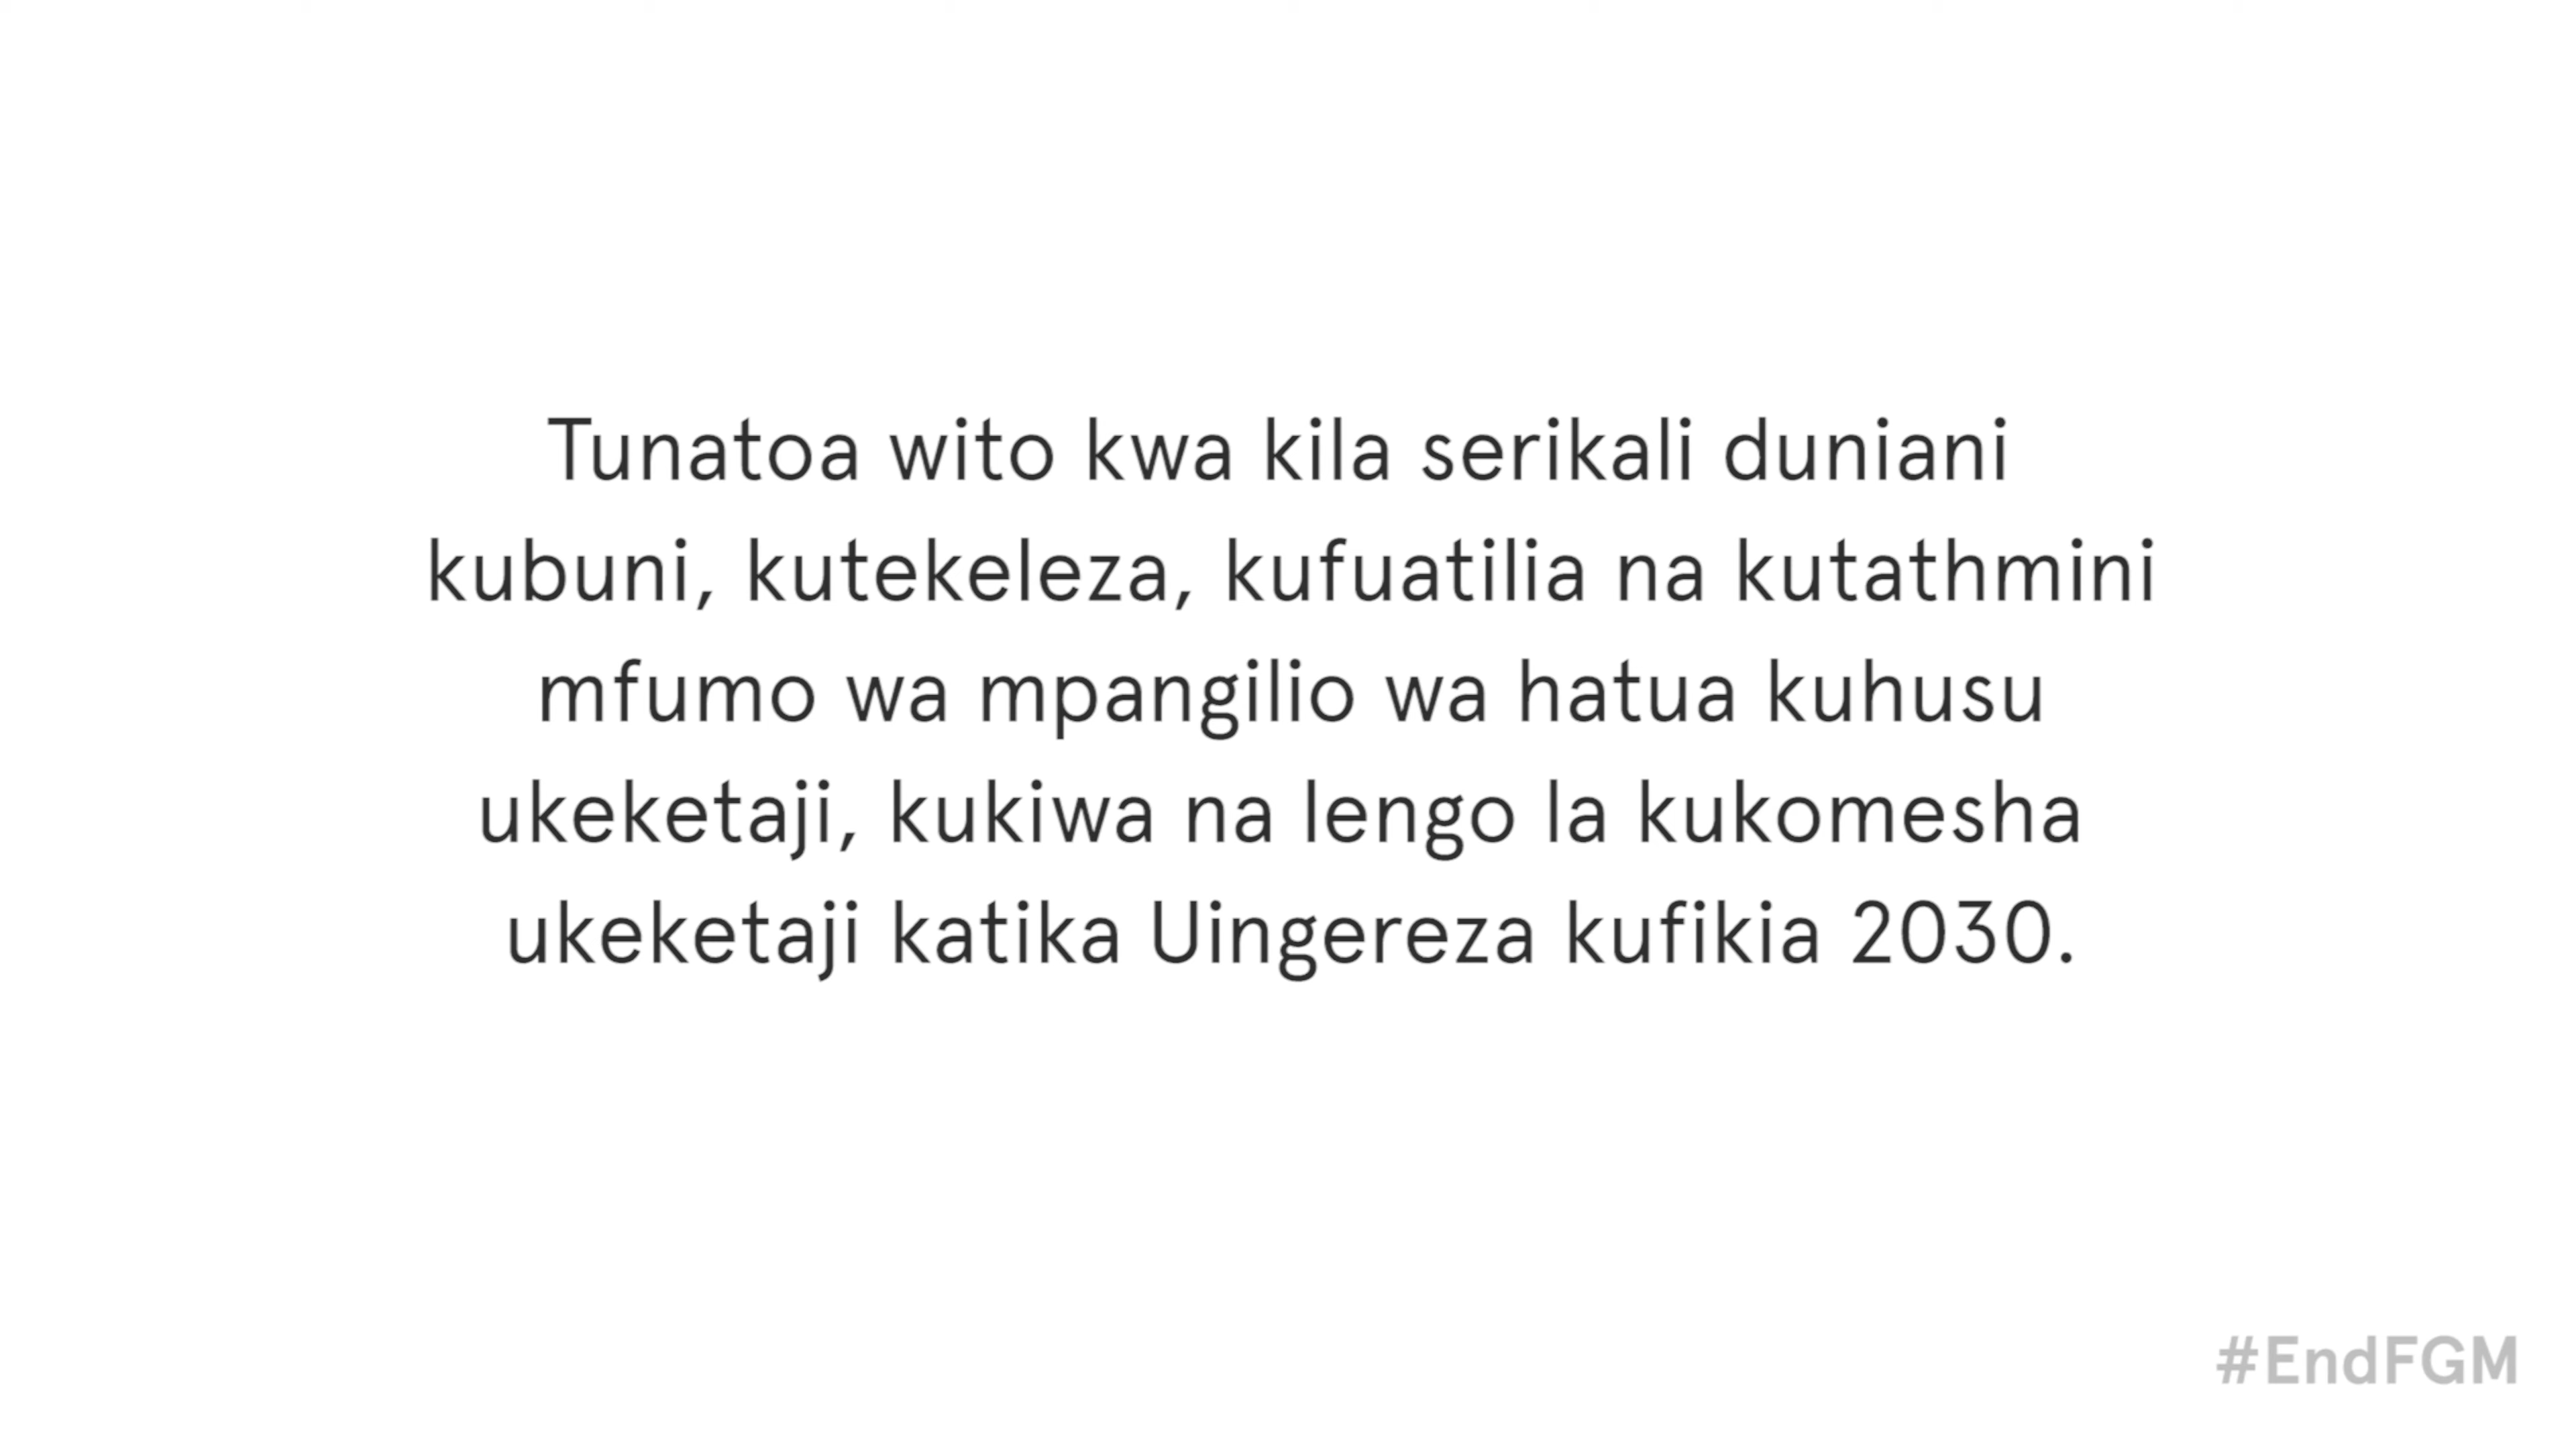 Tunatoa wito kwa kila serikali duniani
kubuni, kutekeleza, kufuatilia na kutathmini
mfumo wa mpangilio wa hatua kuhusu
ukeketaji, kukiwa na lengo la kukomesha
ukeketaji katika Uingereza kufikia 2030.
#EndFGM